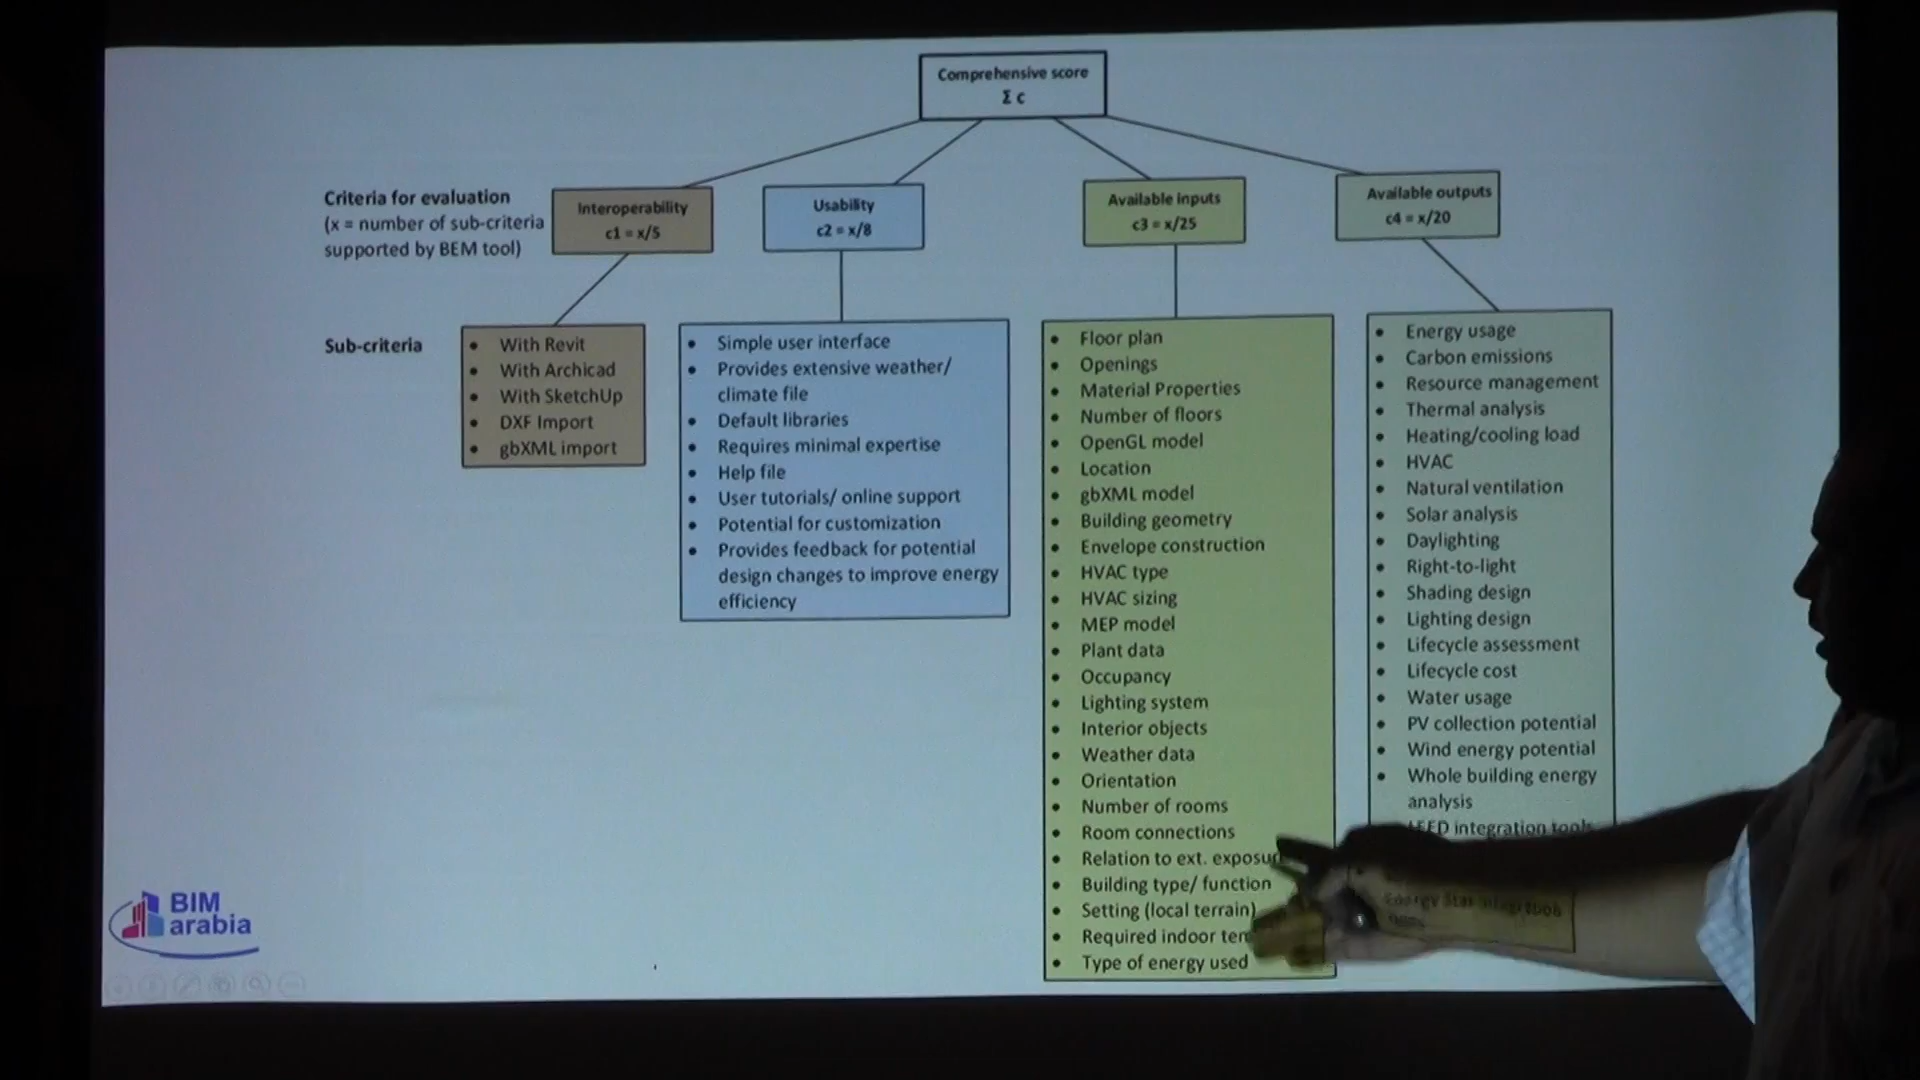 Comprehensive score
Σ c
Criteria for evaluation
(x = number of sub-criteria
supported by BEM tool)
Interoperability
c1 = x/5
Usability
c2 = x/8
Available inputs
c3 = x/25
Available outputs
c4 = x/20
Sub-criteria
• With Revit
• With Archicad
• With SketchUp
• DXF Import
• gbXML import
• Simple user interface
• Provides extensive weather/
climate file
• Default libraries
• Requires minimal expertise
• Help file
• User tutorials/ online support
• Potential for customization
• Provides feedback for potential
design changes to improve energy
efficiency
• Floor plan
• Openings
• Material Properties
• Number of floors
• OpenGL model
• Location
• gbXML model
• Building geometry
• Envelope construction
• HVAC type
• HVAC sizing
• MEP model
• Plant data
• Occupancy
• Lighting system
• Interior objects
• Weather data
• Orientation
• Number of rooms
• Room connections
• Relation to ext.
• Building type/ function
• Setting (local terrain)
• Required indoor
• Type of energy used
• Energy usage
• Carbon emissions
• Resource management
• Thermal analysis
• Heating/cooling load
• HVAC
• Natural ventilation
• Solar analysis
• Daylighting
• Right-to-light
• Shading design
• Lighting design
• Lifecycle assessment
• Lifecycle cost
• Water usage
• PV collection potential
• Wind energy potential
• Whole building energy
analysis
integration tools
Energy Star integration
BIM
arabia